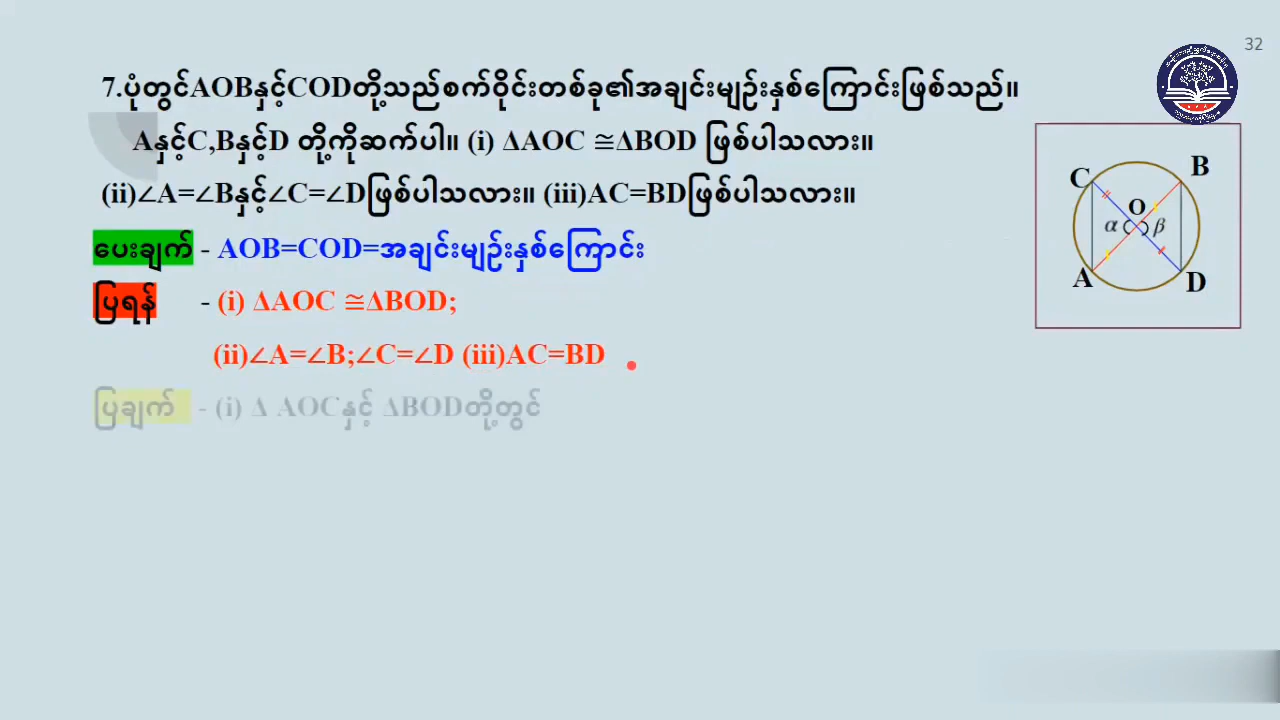 32
7.ပုံတွင်AOBနှင့်CODတို့သည်စက်ဝိုင်းတစ်ခု၏အချင်းမျဉ်းနှစ်ကြောင်းဖြစ်သည်။
Aနှင့်C,Bနှင့်D တို့ကိုဆက်ပါ။ (i) ΔAOC ≅ΔBOD ဖြစ်ပါသလား။
(ii)∠A=∠Bနှင့်∠C=∠Dဖြစ်ပါသလား။ (iii)AC=BDဖြစ်ပါသလား။
ပေးချက် - AOB=COD=အချင်းမျဉ်းနှစ်ကြောင်း
ပြရန် - (i) ΔAOC ≅ΔBOD;
(ii)∠A=∠B;∠C=∠D (iii)AC=BD
ပြချက် - (i) Δ AOCနှင့် ΔBODတို့တွင်
C B
O
α β
A D